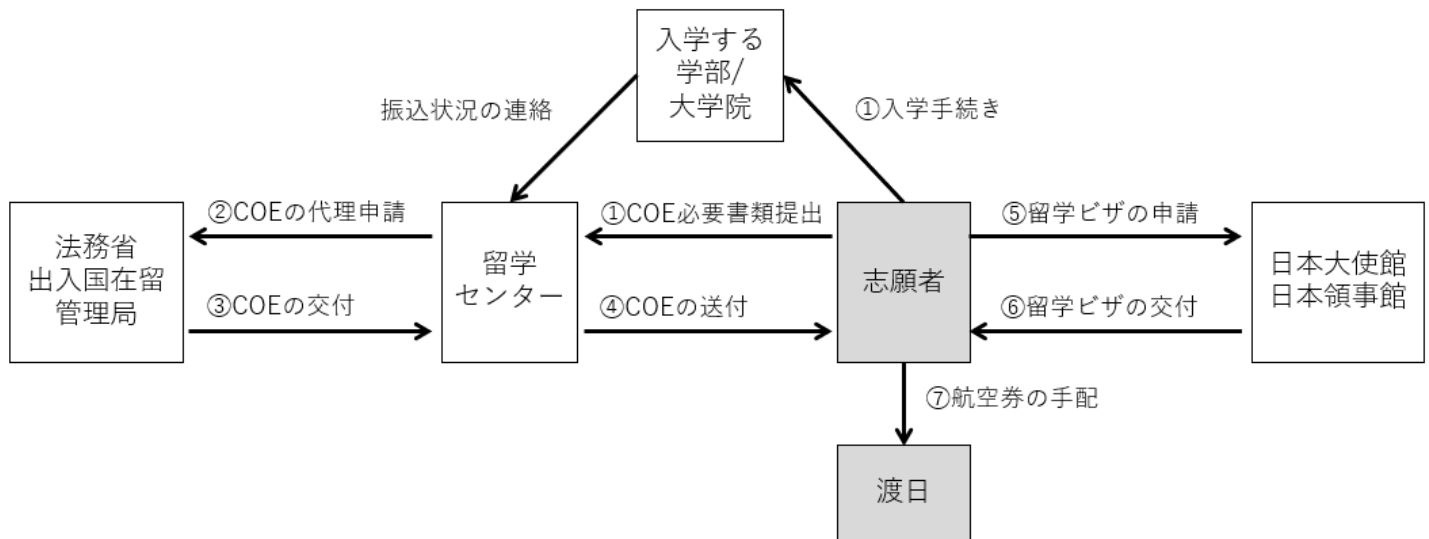 入学する
学部/
大学院
振込状況の連絡
①入学手続き
②COEの代理申請
①COE必要書類提出
⑤留学ビザの申請
法務省
出入国在留
管理局
留学
センター
志願者
日本大使館
日本領事館
③COEの交付
④COEの送付
⑥留学ビザの交付
⑦航空券の手配
渡日